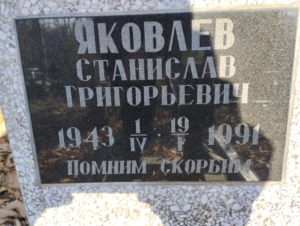 ЯКОВЛЕВ
СТАНИСЛАВ
ГРИГОРЬЕВИЧ
1943 1/IV · 19/I 1991
ПОМНИМ СКОРБИМ